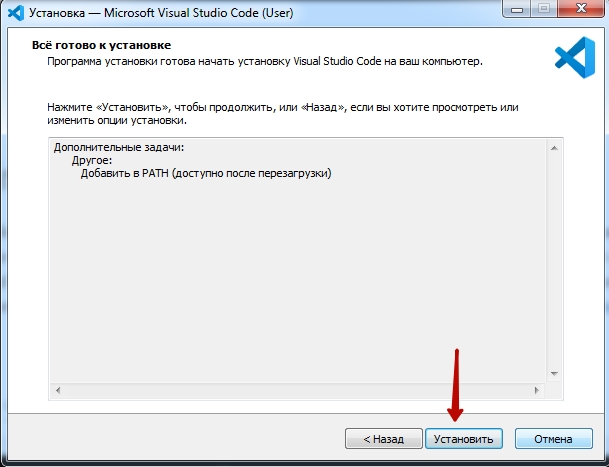 Установка — Microsoft Visual Studio Code (User)
Всё готово к установке
Программа установки готова начать установку Visual Studio Code на ваш компьютер.
Нажмите «Установить», чтобы продолжить, или «Назад», если вы хотите просмотреть или
изменить опции установки.
Дополнительные задачи:
Другое:
Добавить в PATH (доступно после перезагрузки)
< Назад
Установить
Отмена